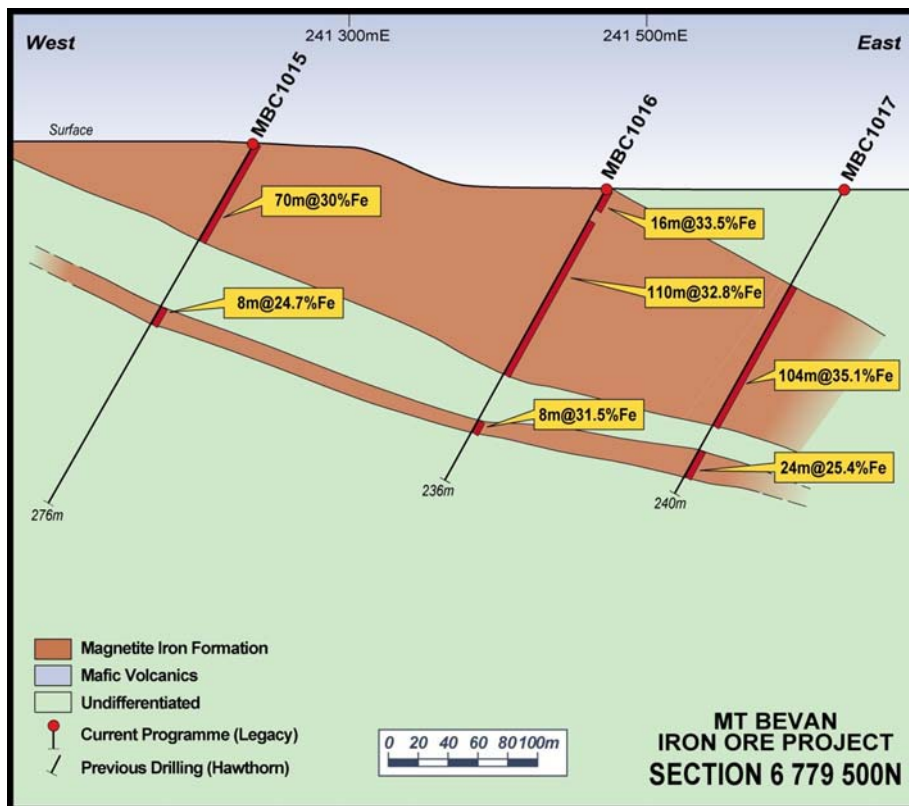 West
241 300mE
241 500mE
East
MBC1015
MBC1016
MBC1017
Surface
70m@30%Fe
16m@33.5%Fe
110m@32.8%Fe
8m@24.7%Fe
104m@35.1%Fe
8m@31.5%Fe
24m@25.4%Fe
276m
236m
240m
Magnetite Iron Formation
Mafic Volcanics
Undifferentiated
Current Programme (Legacy)
Previous Drilling (Hawthorn)
0 20 40 60 80 100m
MT BEVAN
IRON ORE PROJECT
SECTION 6 779 500N